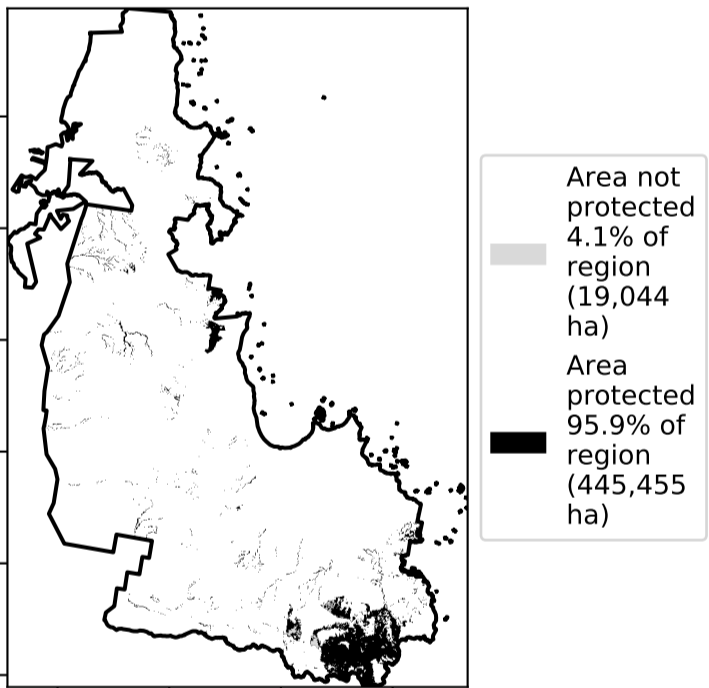 Area not
protected
4.1% of
region
(19,044
ha)
Area
protected
95.9% of
region
(445,455
ha)